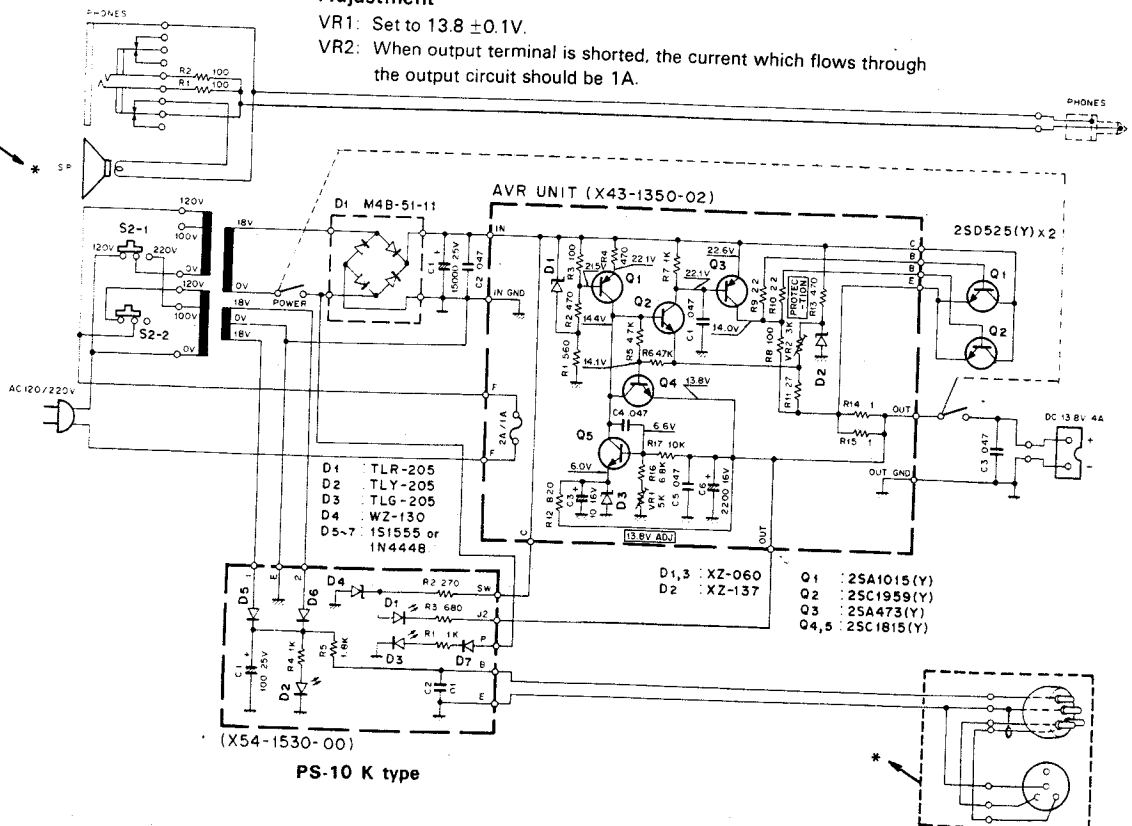 Adjustment
VR1: Set to 13.8 ±0.1V.
VR2: When output terminal is shorted, the current which flows through
the output circuit should be 1A.
PHONES
R2 100
R1 100
PHONES
* SP
120V
100V
S2-1
120V 220V
0V
120V
100V
S2-2
0V
18V
0V
18V
0V
18V
POWER
D1 M4B-51-11
C1 + 15000 25V
C2 .047
AVR UNIT (X43-1350-02)
IN
IN GND
D1
R3 100
R4 470
21.5V
22.1V
Q1
R2 470
14.4V
R1 560
14.1V
R5 4.7K
R6 47K
Q2
R7 1K
22.1V
22.6V
Q3
C1 .047
14.0V
R9 2.2
R10 2.2
PROTEC
-TION
R13 470
R8 100
VR2 3K
D2
R11 27
Q4
13.8V
C4 .047
6.6V
Q5
R17 10K
6.0V
R12 820
C3 + 10 16V
D3
R16 6.8K
VR1 5K
C5 .047
C6 + 2200 16V
13.8V ADJ
R14 1
R15 1
C
B
B
E
2SD525(Y)x2
Q1
Q2
OUT
OUT GND
C3 .047
DC 13.8V 4A
+
-
AC120/220V
F
2A/1A
F
C
OUT
D1 : TLR-205
D2 : TLY-205
D3 : TLG-205
D4 : WZ-130
D5~7 : 1S1555 or
1N4448
D1,3 : XZ-060
D2 : XZ-137
Q1 : 2SA1015(Y)
Q2 : 2SC1959(Y)
Q3 : 2SA473(Y)
Q4,5 : 2SC1815(Y)
1
E
2
D5
D6
D4
R2 270
SW
D1
R3 680
J2
R1 1K
P
D3
D7
R4 1K
R5 1.8K
B
C1 + 100 25V
D2
C2
E
(X54-1530-00)
PS-10 K type
*